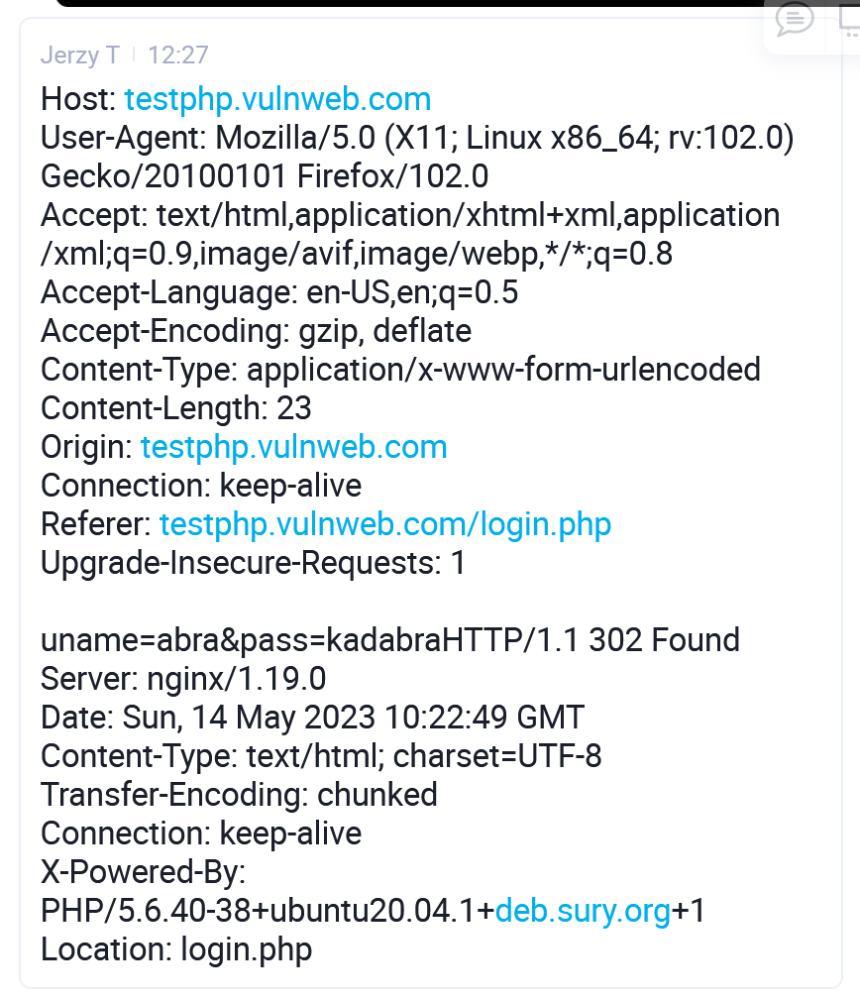 Jerzy T | 12:27
Host: testphp.vulnweb.com
User-Agent: Mozilla/5.0 (X11; Linux x86_64; rv:102.0)
Gecko/20100101 Firefox/102.0
Accept: text/html,application/xhtml+xml,application
/xml;q=0.9,image/avif,image/webp,*/*;q=0.8
Accept-Language: en-US,en;q=0.5
Accept-Encoding: gzip, deflate
Content-Type: application/x-www-form-urlencoded
Content-Length: 23
Origin: testphp.vulnweb.com
Connection: keep-alive
Referer: testphp.vulnweb.com/login.php
Upgrade-Insecure-Requests: 1

uname=abra&pass=kadabraHTTP/1.1 302 Found
Server: nginx/1.19.0
Date: Sun, 14 May 2023 10:22:49 GMT
Content-Type: text/html; charset=UTF-8
Transfer-Encoding: chunked
Connection: keep-alive
X-Powered-By:
PHP/5.6.40-38+ubuntu20.04.1+deb.sury.org+1
Location: login.php